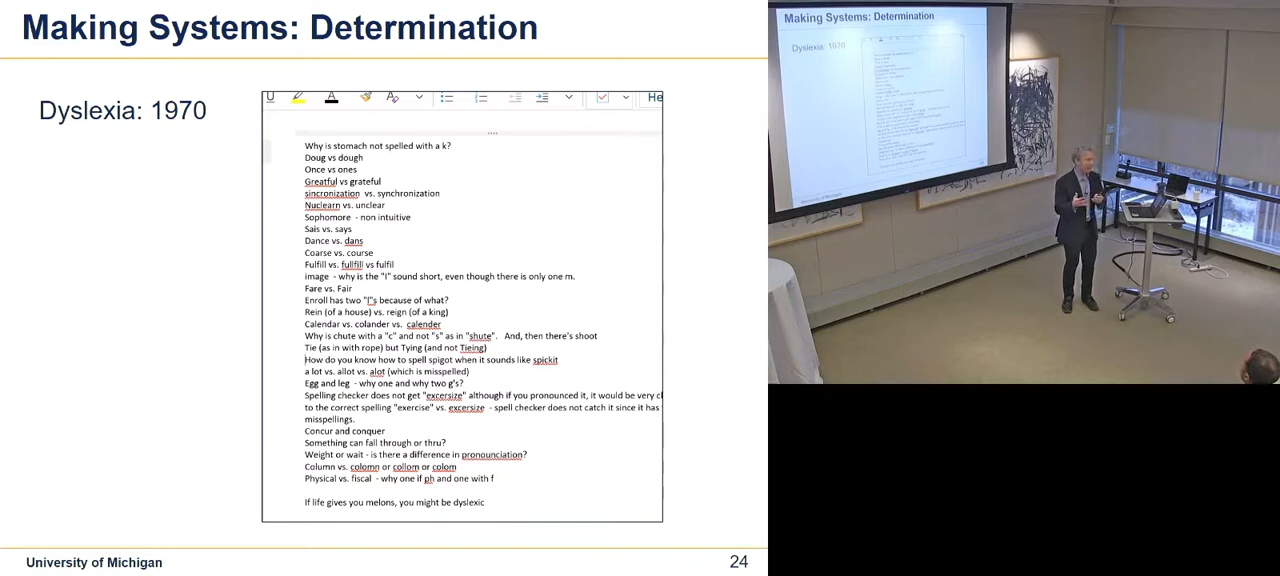 Making Systems: Determination
Dyslexia: 1970
U A A He
Why is stomach not spelled with a k?
Doug vs dough
Once vs ones
Greatful vs grateful
sincronization vs. synchronization
Nuclearn vs. unclear
Sophomore - non intuitive
Sais vs. says
Dance vs. dans
Coarse vs. course
Fulfill vs. fullfill vs fulfil
image - why is the "I" sound short, even though there is only one m.
Fare vs. Fair
Enroll has two "l"s because of what?
Rein (of a house) vs. reign (of a king)
Calendar vs. colander vs. calender
Why is chute with a "c" and not "s" as in "shute". And, then there's shoot
Tie (as in with rope) but Tying (and not Tieing)
How do you know how to spell spigot when it sounds like spickit
a lot vs. allot vs. alot (which is misspelled)
Egg and leg - why one and why two g's?
Spelling checker does not get "excersize" although if you pronounced it, it would be very cl
to the correct spelling "exercise" vs. excersize - spell checker does not catch it since it has
misspellings.
Concur and conquer
Something can fall through or thru?
Weight or wait - is there a difference in pronounciation?
Column vs. colomn or collom or colom
Physical vs. fiscal - why one if ph and one with f
If life gives you melons, you might be dyslexic
University of Michigan
24
Making Systems: Determination
Dyslexia: 1970
University of Michigan